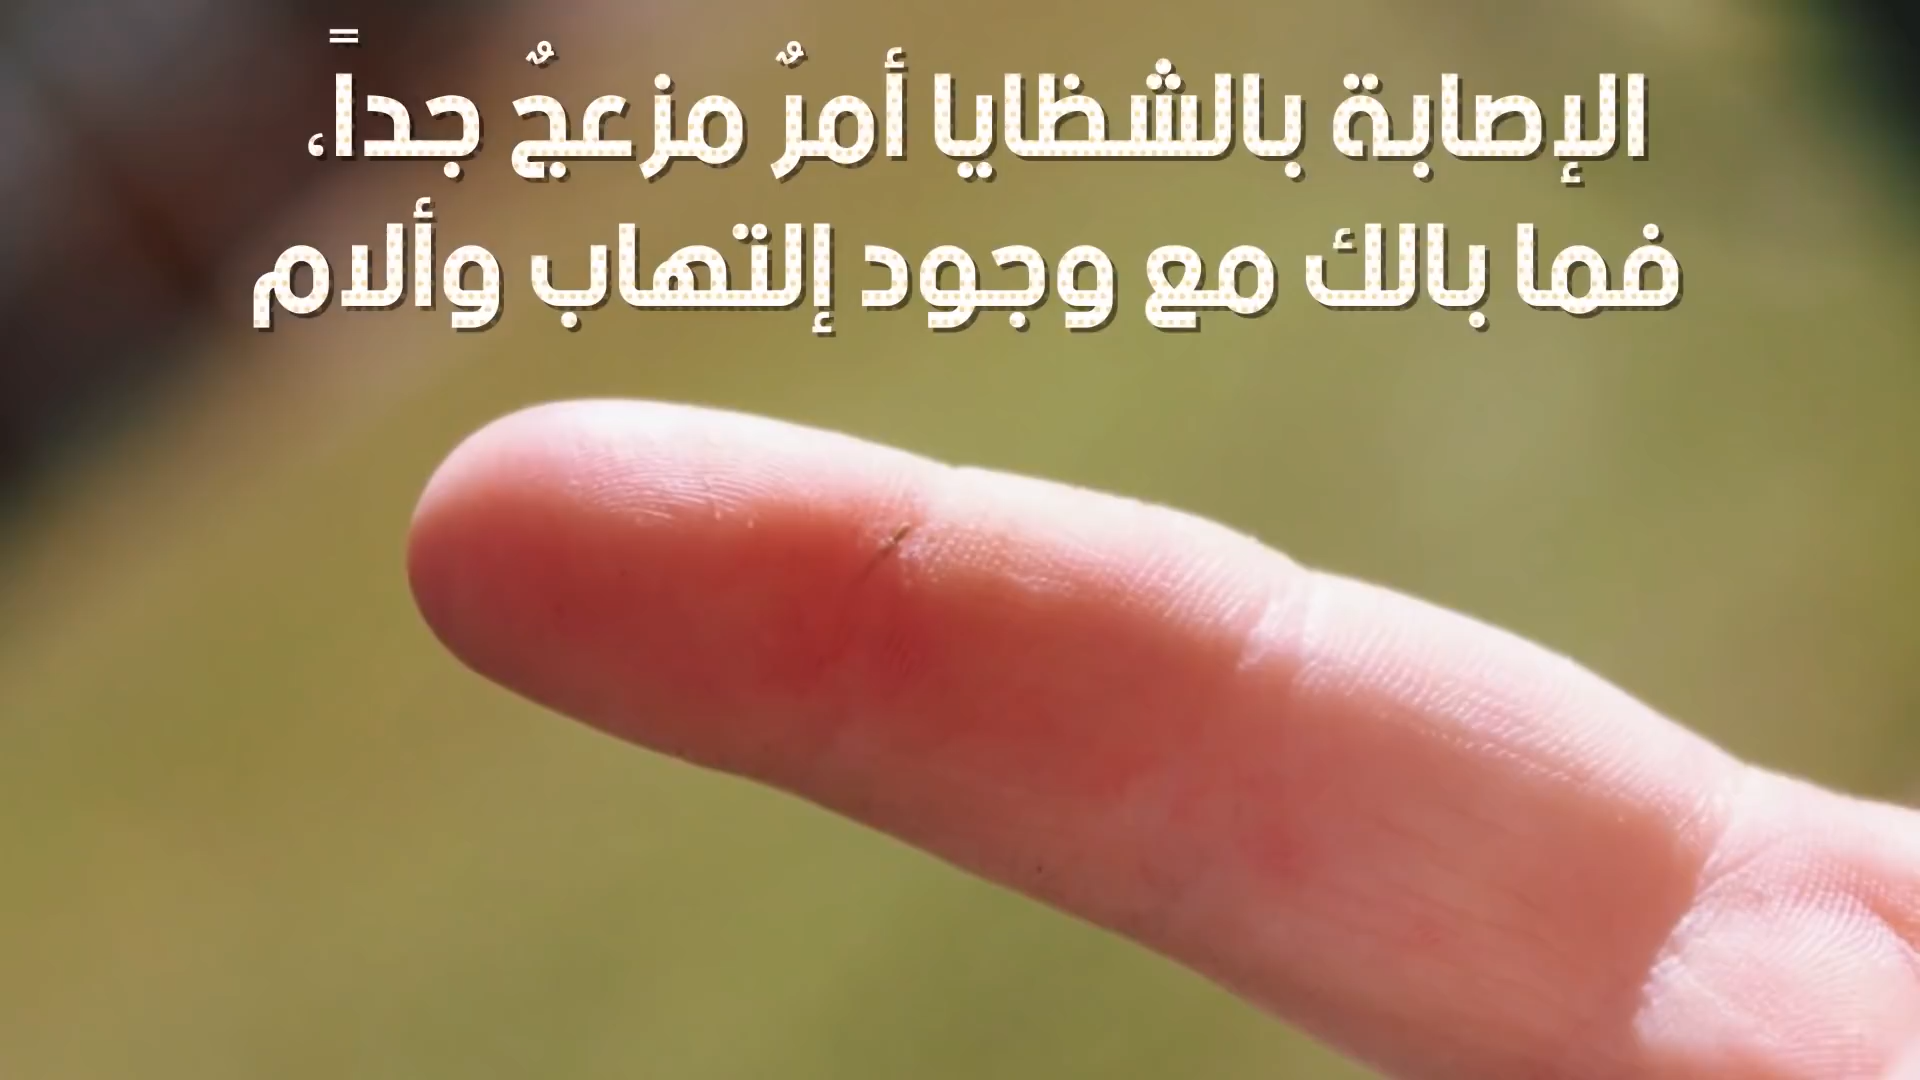 الإصابة بالشظايا أمرٌ مزعجٌ جداً،
فما بالك مع وجود إلتهاب وألام